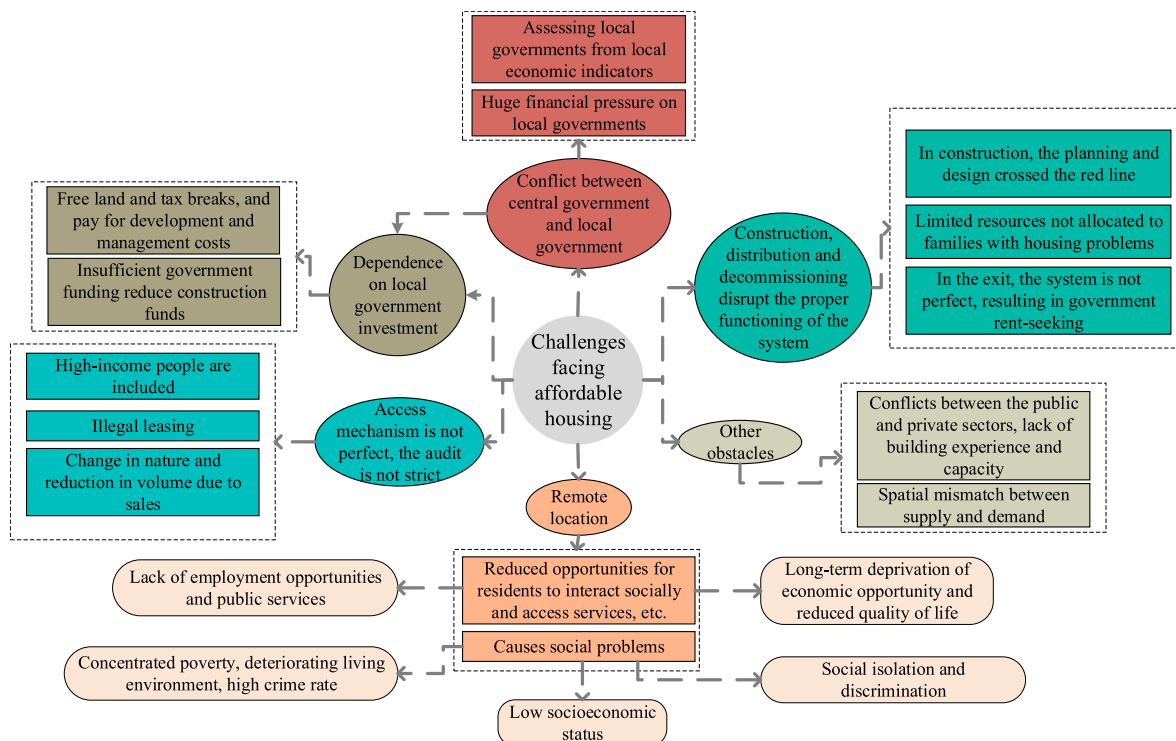 Assessing local
governments from local
economic indicators
Huge financial pressure on
local governments
Conflict between
central government
and local
government
Free land and tax breaks, and
pay for development and
management costs
Insufficient government
funding reduce construction
funds
Dependence
on local
government
investment
Construction,
distribution and
decommissioning
disrupt the proper
functioning of the
system
In construction, the planning and
design crossed the red line
Limited resources not allocated to
families with housing problems
In the exit, the system is not
perfect, resulting in government
rent-seeking
Challenges
facing
affordable
housing
High-income people are
included
Illegal leasing
Change in nature and
reduction in volume due to
sales
Access
mechanism is not
perfect, the audit
is not strict
Other
obstacles
Conflicts between the public
and private sectors, lack of
building experience and
capacity
Spatial mismatch between
supply and demand
Remote
location
Reduced opportunities for
residents to interact socially
and access services, etc.
Causes social problems
Lack of employment opportunities
and public services
Long-term deprivation of
economic opportunity and
reduced quality of life
Concentrated poverty, deteriorating living
environment, high crime rate
Social isolation and
discrimination
Low socioeconomic
status